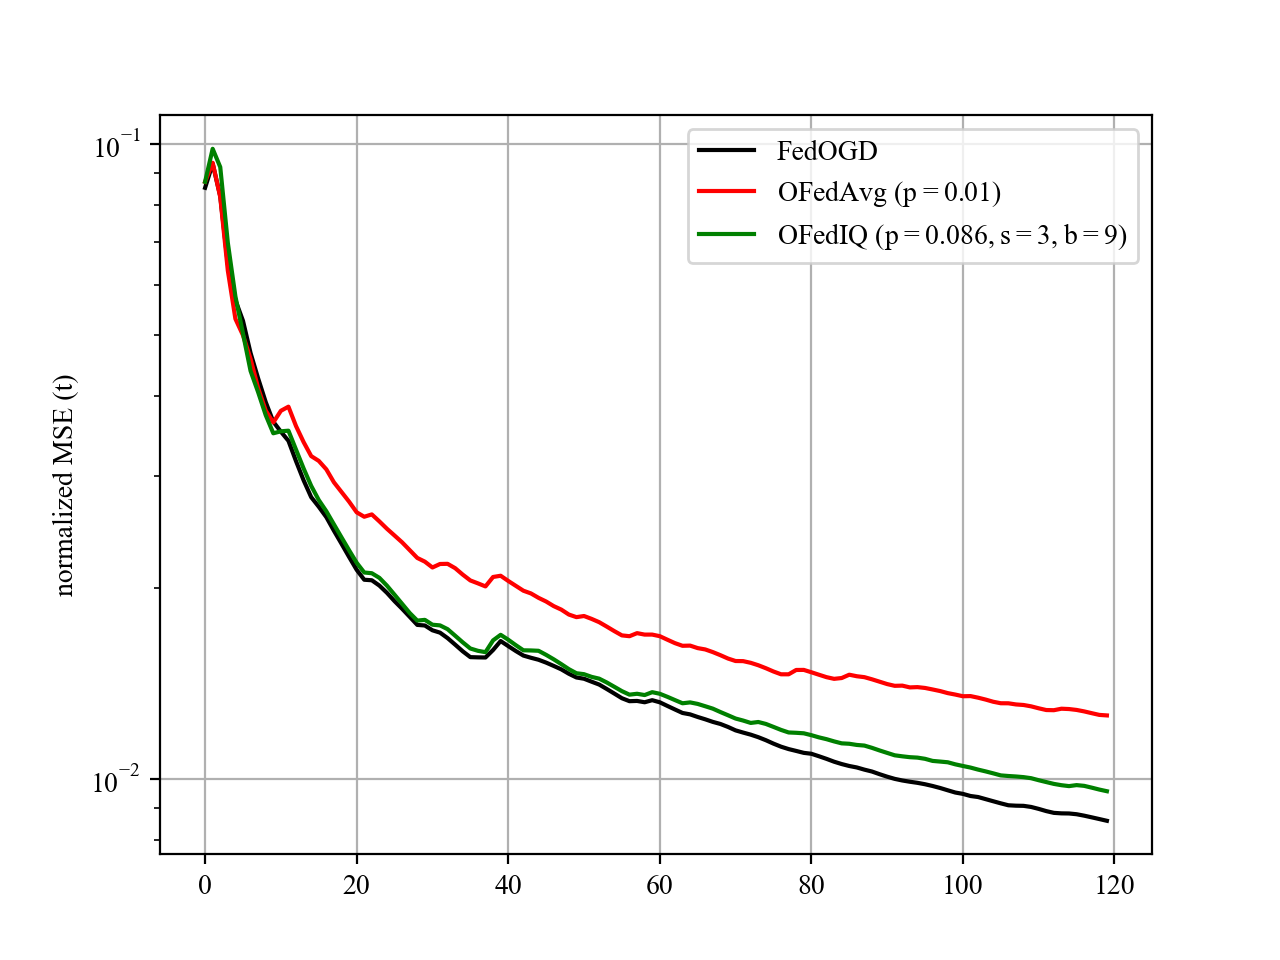 10⁻¹
10⁻²
normalized MSE (t)
FedOGD
OFedAvg (p = 0.01)
OFedIQ (p = 0.086, s = 3, b = 9)
0 20 40 60 80 100 120